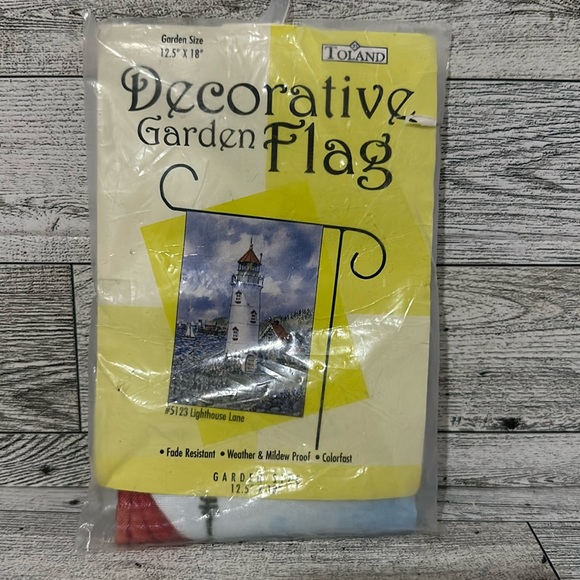 Garden Size
12.5" X 18"
TOLAND
Decorative
Garden Flag
#5123 Lighthouse Lane
• Fade Resistant • Weather & Mildew Proof • Colorfast
GARDEN
12.5"